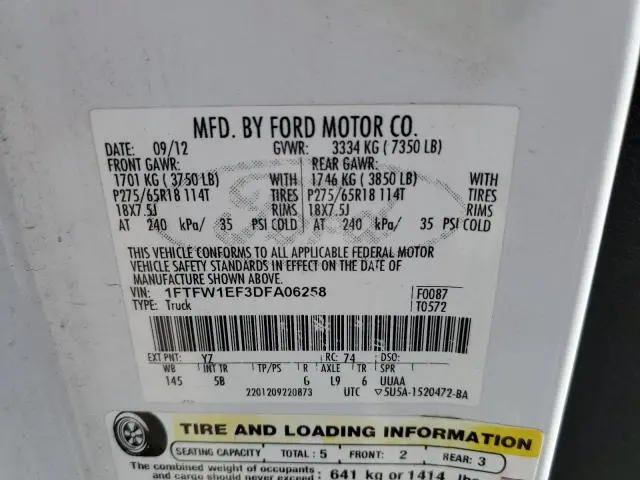 MFD. BY FORD MOTOR CO.
DATE: 09/12 GVWR: 3334 KG ( 7350 LB)
FRONT GAWR: REAR GAWR:
1701 KG ( 3750 LB) WITH 1746 KG ( 3850 LB) WITH
P275/65R18 114T TIRES P275/65R18 114T TIRES
18X7.5J RIMS 18X7.5J RIMS
AT 240 kPa/ 35 PSI COLD AT 240 kPa/ 35 PSI COLD
THIS VEHICLE CONFORMS TO ALL APPLICABLE FEDERAL MOTOR
VEHICLE SAFETY STANDARDS IN EFFECT ON THE DATE OF
MANUFACTURE SHOWN ABOVE.
VIN: 1FTFW1EF3DFA06258 F0087
TYPE: Truck T0572
EXT PNT: YZ RC: 74 DSO:
WB INT TR TP/PS R AXLE TR SPR
145 5B G L9 6 UUAA
2201209220873 UTC ▽5U5A-1520472-BA
TIRE AND LOADING INFORMATION
SEATING CAPACITY TOTAL : 5 FRONT: 2 REAR: 3
The combined weight of occupants
and cargo should never exceed: 641 kg or 1414 lbs